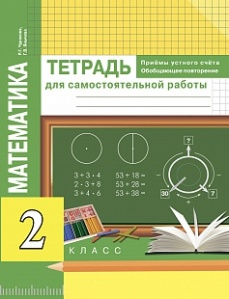 МАТЕМАТИКА
ТЕТРАДЬ
Приёмы устного счёта
Обобщающее повторение
для самостоятельной работы
3 + 3 • 4
2 • 3 + 8
3 + 4 • 6
53 + 18 =
53 + 28 =
53 + 38 =
30
?
2
КЛАСС